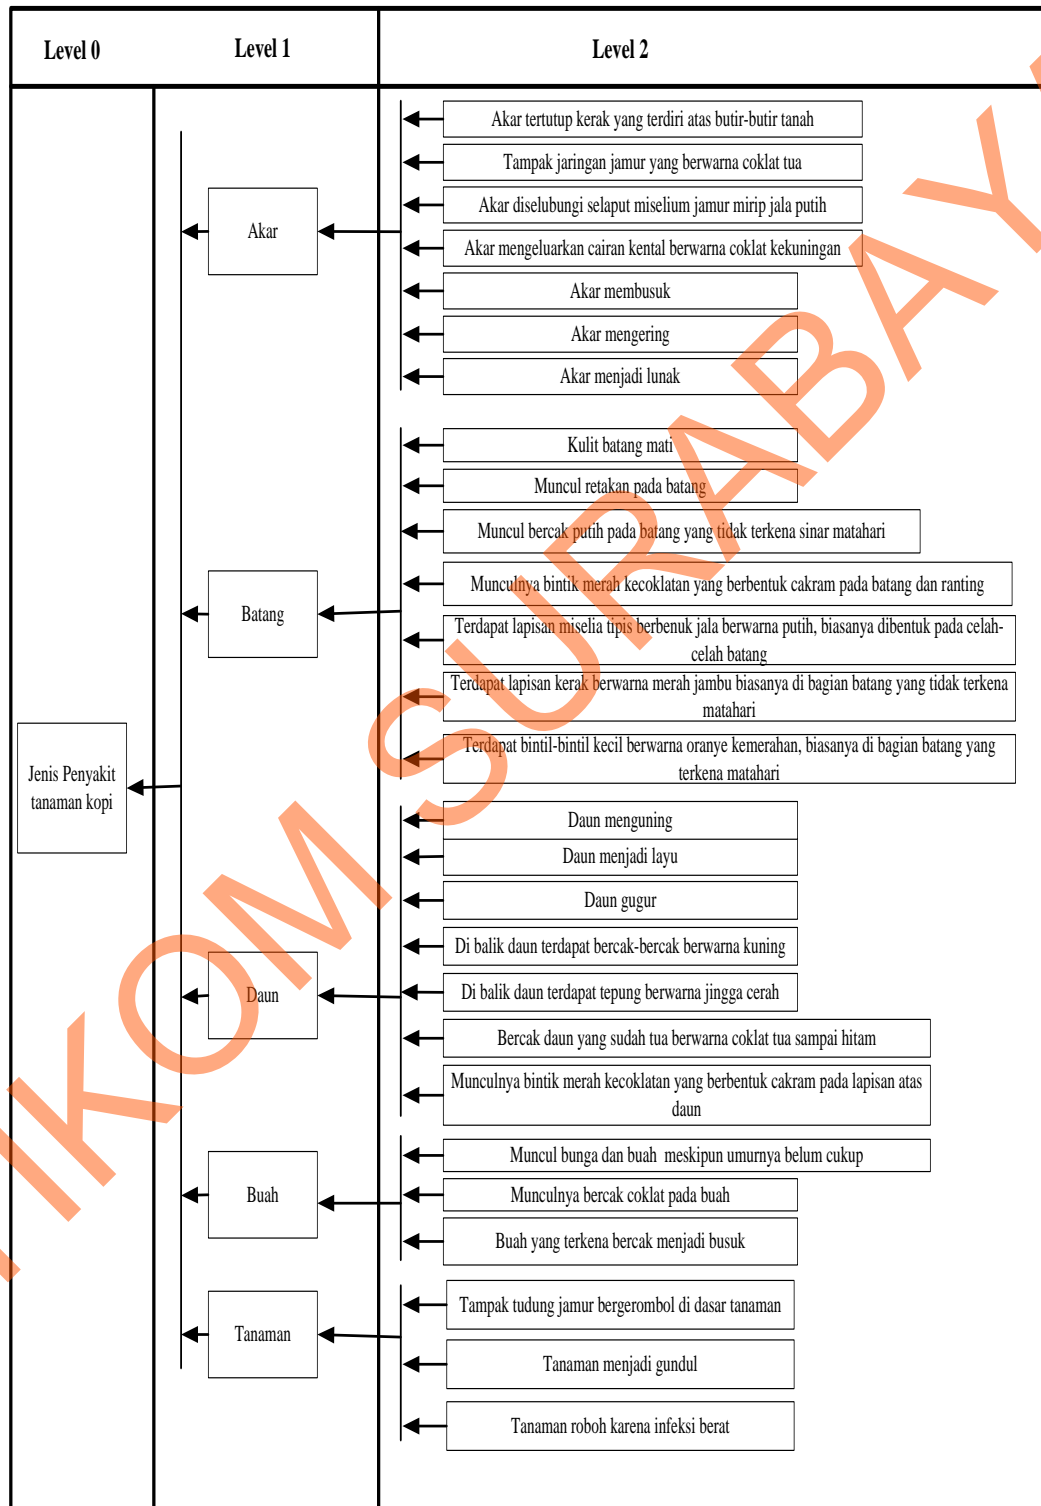 Level 0
Level 1
Level 2
Akar tertutup kerak yang terdiri atas butir-butir tanah
Tampak jaringan jamur yang berwarna coklat tua
Akar diselubungi selaput miselium jamur mirip jala putih
Akar mengeluarkan cairan kental berwarna coklat kekuningan
Akar membusuk
Akar mengering
Akar menjadi lunak
Akar
Kulit batang mati
Muncul retakan pada batang
Muncul bercak putih pada batang yang tidak terkena sinar matahari
Munculnya bintik merah kecoklatan yang berbentuk cakram pada batang dan ranting
Terdapat lapisan miselia tipis berbenuk jala berwarna putih, biasanya dibentuk pada celah-
celah batang
Terdapat lapisan kerak berwarna merah jambu biasanya di bagian batang yang tidak terkena
matahari
Terdapat bintil-bintil kecil berwarna oranye kemerahan, biasanya di bagian batang yang
terkena matahari
Batang
Jenis Penyakit
tanaman kopi
Daun menguning
Daun menjadi layu
Daun gugur
Di balik daun terdapat bercak-bercak berwarna kuning
Di balik daun terdapat tepung berwarna jingga cerah
Bercak daun yang sudah tua berwarna coklat tua sampai hitam
Munculnya bintik merah kecoklatan yang berbentuk cakram pada lapisan atas
daun
Daun
Muncul bunga dan buah meskipun umurnya belum cukup
Munculnya bercak coklat pada buah
Buah yang terkena bercak menjadi busuk
Buah
Tampak tudung jamur bergerombol di dasar tanaman
Tanaman menjadi gundul
Tanaman roboh karena infeksi berat
Tanaman
IKOM SURABAY